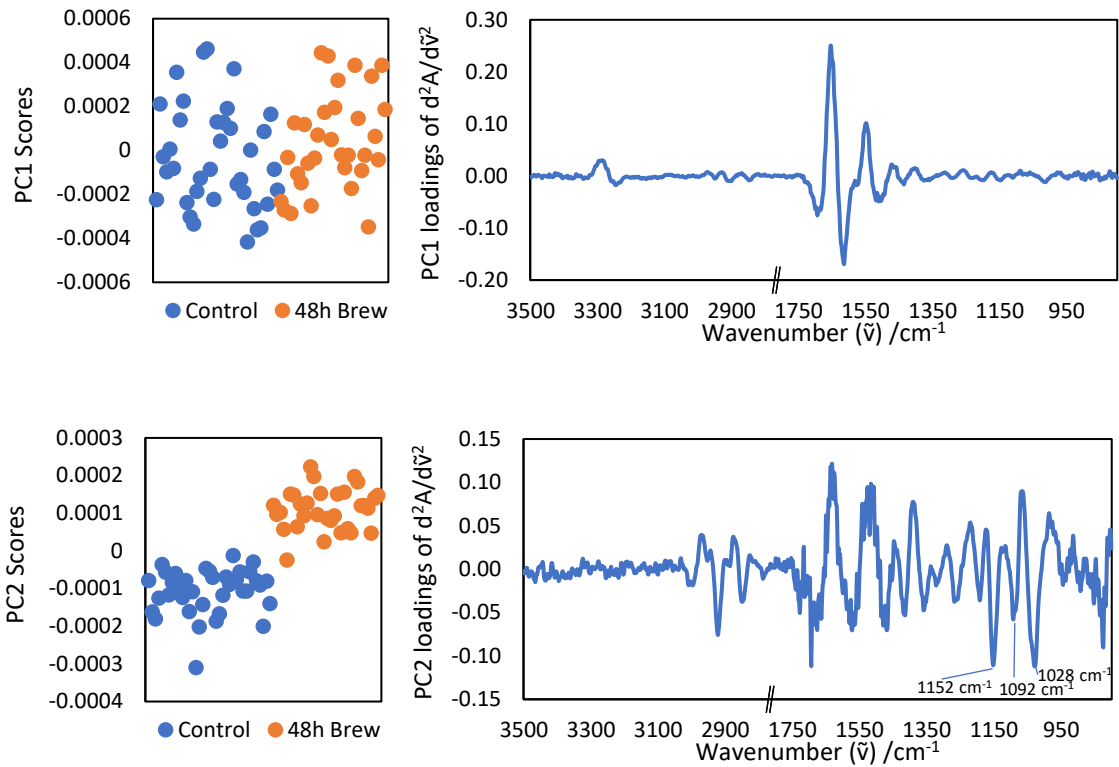 PC1 Scores
0.0006
0.0004
0.0002
0
-0.0002
-0.0004
-0.0006
Control
48h Brew
PC1 loadings of d²A/dṽ²
0.30
0.20
0.10
0.00
-0.10
-0.20
3500 3300 3100 2900 1750 1550 1350 1150 950
Wavenumber (ṽ) /cm⁻¹
PC2 Scores
0.0003
0.0002
0.0001
0
-0.0001
-0.0002
-0.0003
-0.0004
Control
48h Brew
PC2 loadings of d²A/dṽ²
0.15
0.10
0.05
0.00
-0.05
-0.10
-0.15
1152 cm⁻¹
1092 cm⁻¹
1028 cm⁻¹
3500 3300 3100 2900 1750 1550 1350 1150 950
Wavenumber (ṽ) /cm⁻¹